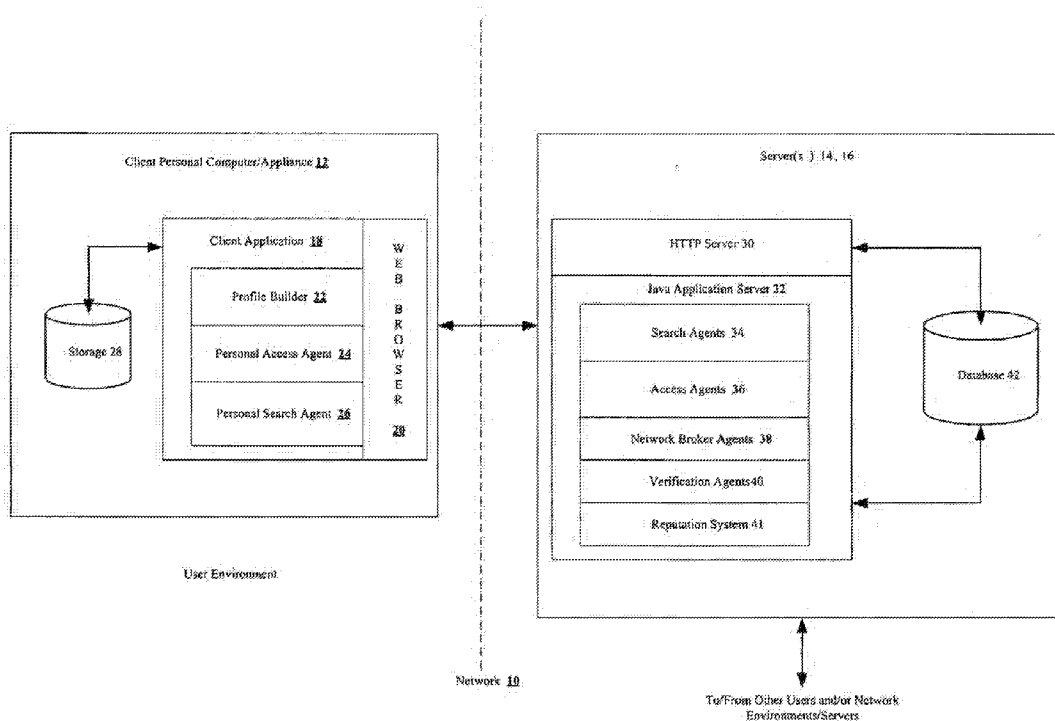 Client Personal Computer/Appliance 12
Client Application 18
Profile Builder 22
Personal Access Agent 24
Personal Search Agent 26
WEB BROWSER 20
Storage 28
User Environment
Network 10
Server(s ) 14, 16
HTTP Server 30
Java Application Server 32
Search Agents 34
Access Agents 36
Network Broker Agents 38
Verification Agents40
Reputation System 41
Database 42
To/From Other Users and/or Network
Environments/Servers